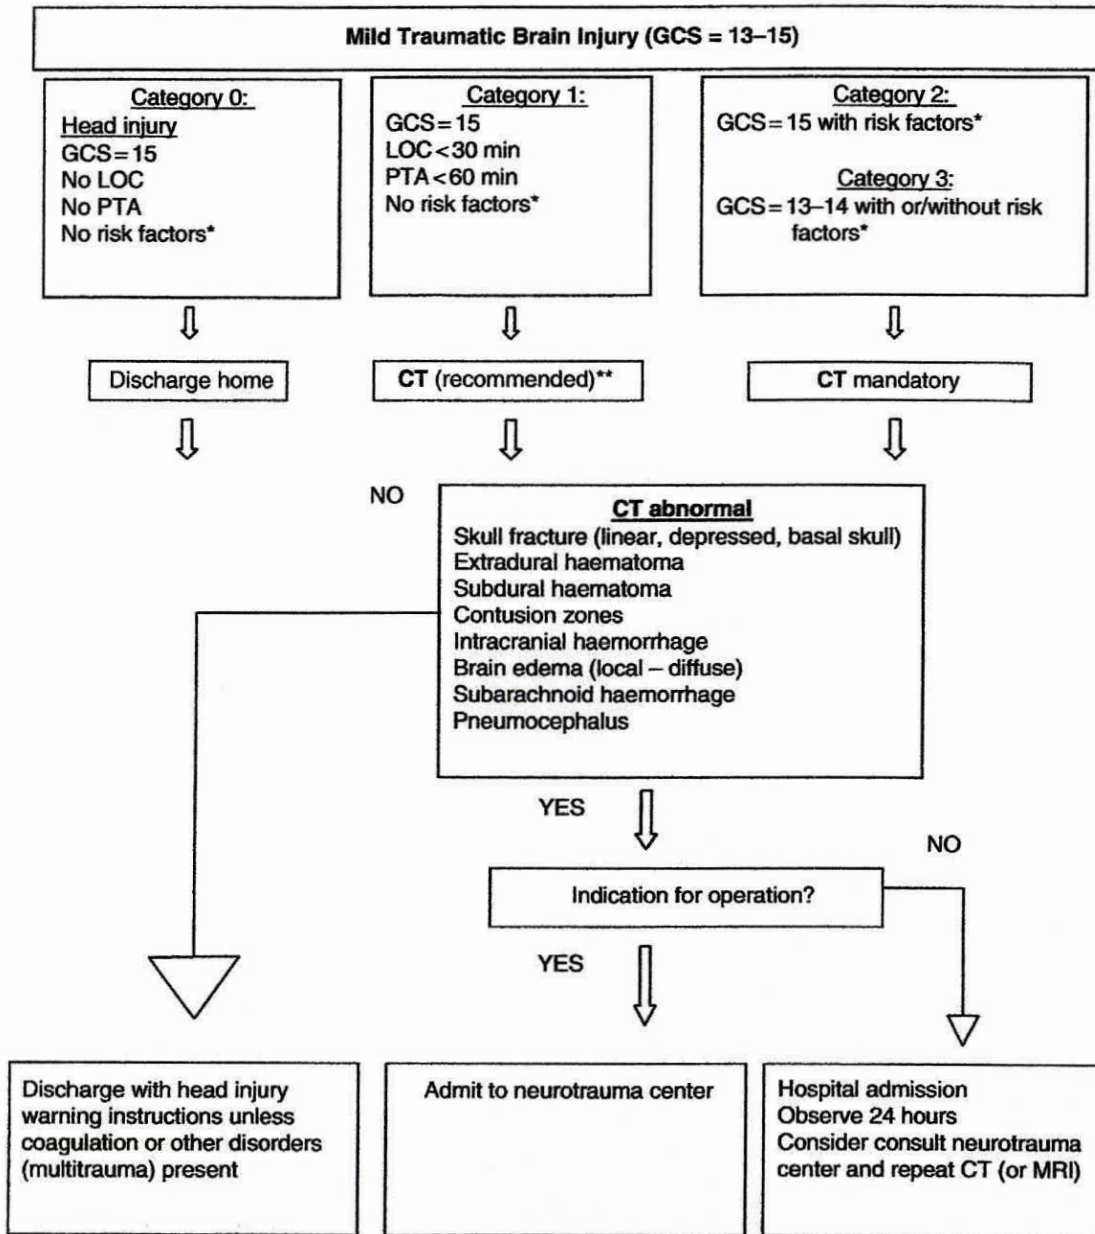 Mild Traumatic Brain Injury (GCS = 13–15)
Category 0:
Head injury
GCS = 15
No LOC
No PTA
No risk factors*
Category 1:
GCS = 15
LOC < 30 min
PTA < 60 min
No risk factors*
Category 2:
GCS = 15 with risk factors*
Category 3:
GCS = 13–14 with or/without risk
factors*
Discharge home
CT (recommended)**
CT mandatory
NO
CT abnormal
Skull fracture (linear, depressed, basal skull)
Extradural haematoma
Subdural haematoma
Contusion zones
Intracranial haemorrhage
Brain edema (local – diffuse)
Subarachnoid haemorrhage
Pneumocephalus
YES
NO
Indication for operation?
YES
Discharge with head injury
warning instructions unless
coagulation or other disorders
(multitrauma) present
Admit to neurotrauma center
Hospital admission
Observe 24 hours
Consider consult neurotrauma
center and repeat CT (or MRI)